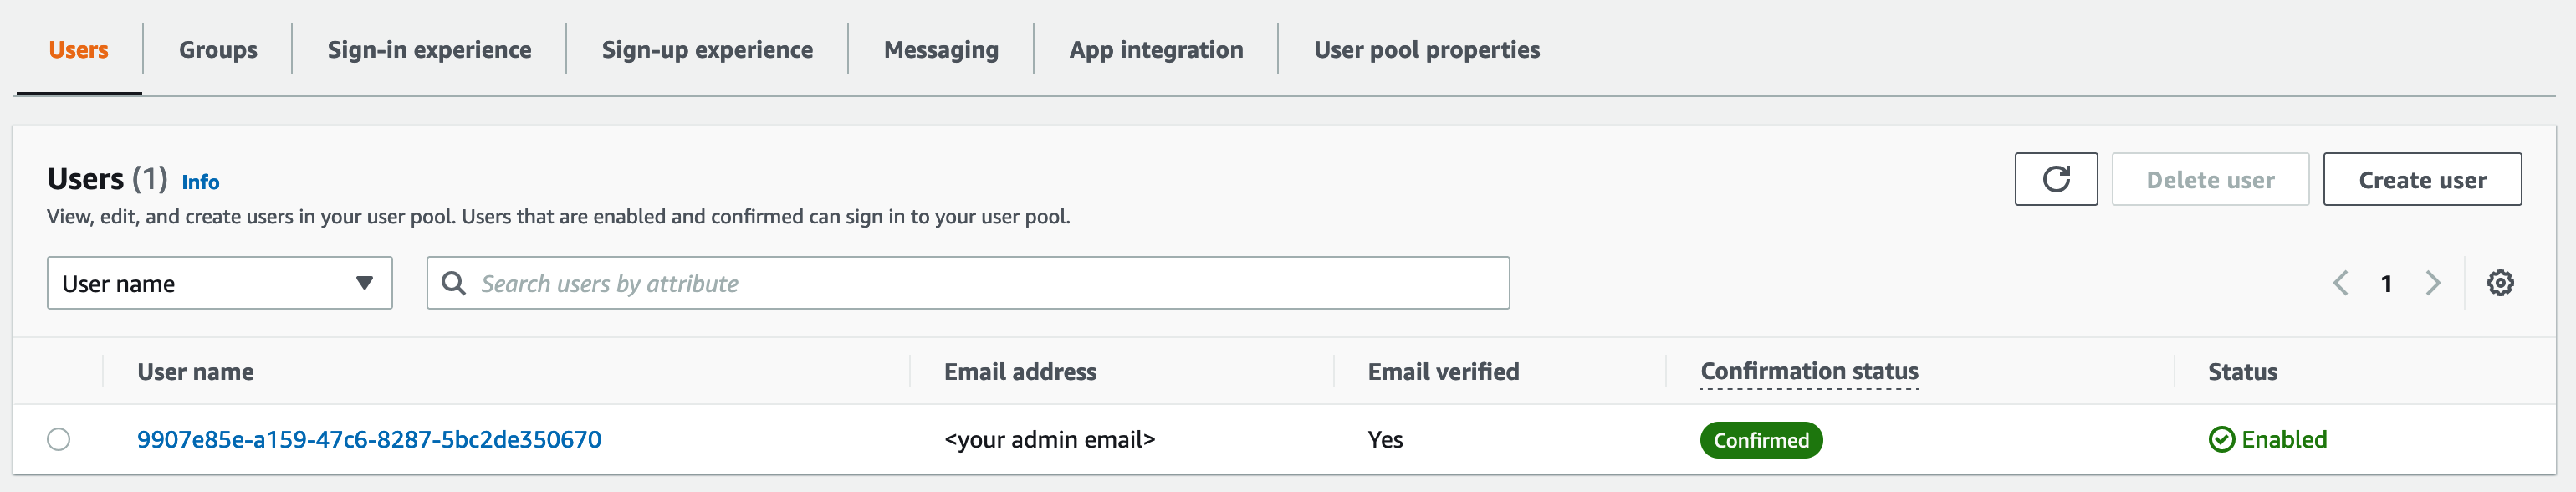 Users Groups Sign-in experience Sign-up experience Messaging App integration User pool properties
Users (1) Info
Delete user Create user
View, edit, and create users in your user pool. Users that are enabled and confirmed can sign in to your user pool.
User name Search users by attribute 1
User name Email address Email verified Confirmation status Status
9907e85e-a159-47c6-8287-5bc2de350670 <your admin email> Yes Confirmed Enabled